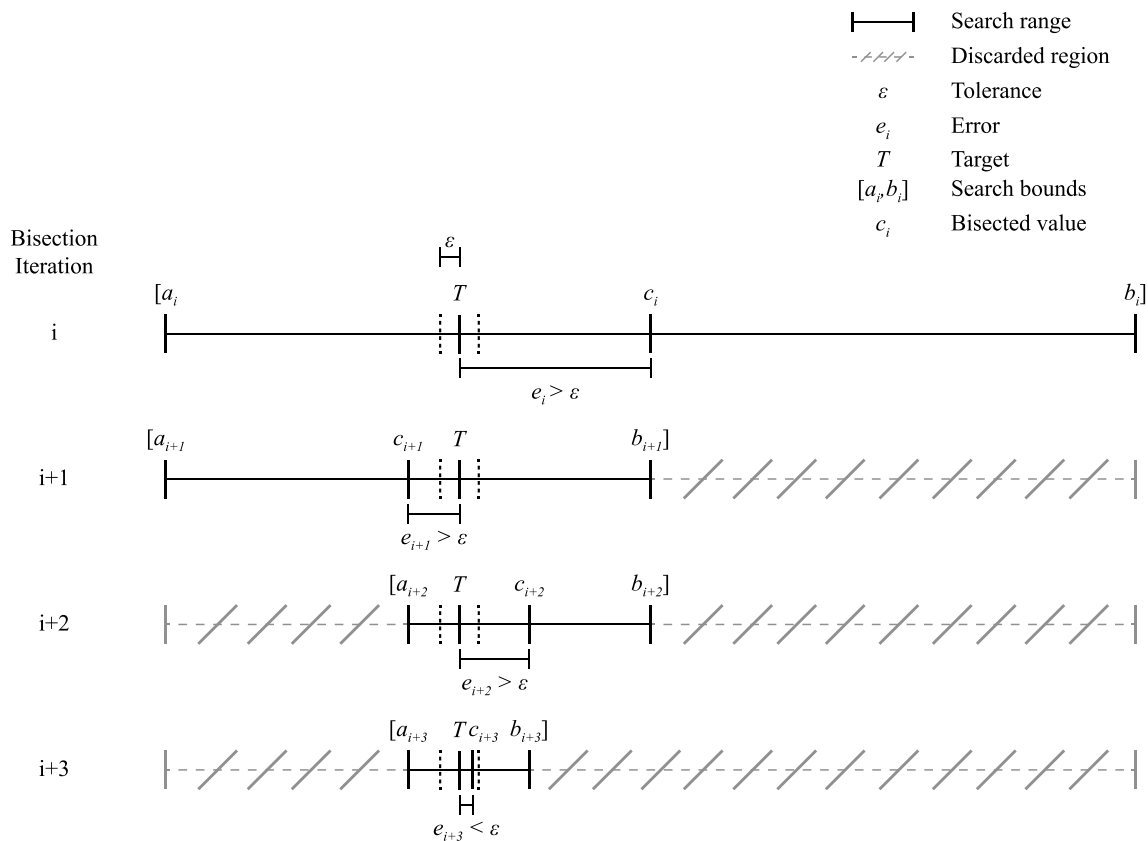 Search range
Discarded region
ε Tolerance
e_i Error
T Target
[a_i,b_i] Search bounds
c_i Bisected value
Bisection
Iteration
ε
[a_i T c_i b_i]
i
e_i > ε
[a_{i+1} c_{i+1} T b_{i+1}]
i+1
e_{i+1} > ε
[a_{i+2} T c_{i+2} b_{i+2}]
i+2
e_{i+2} > ε
[a_{i+3} T c_{i+3} b_{i+3}]
i+3
e_{i+3} < ε